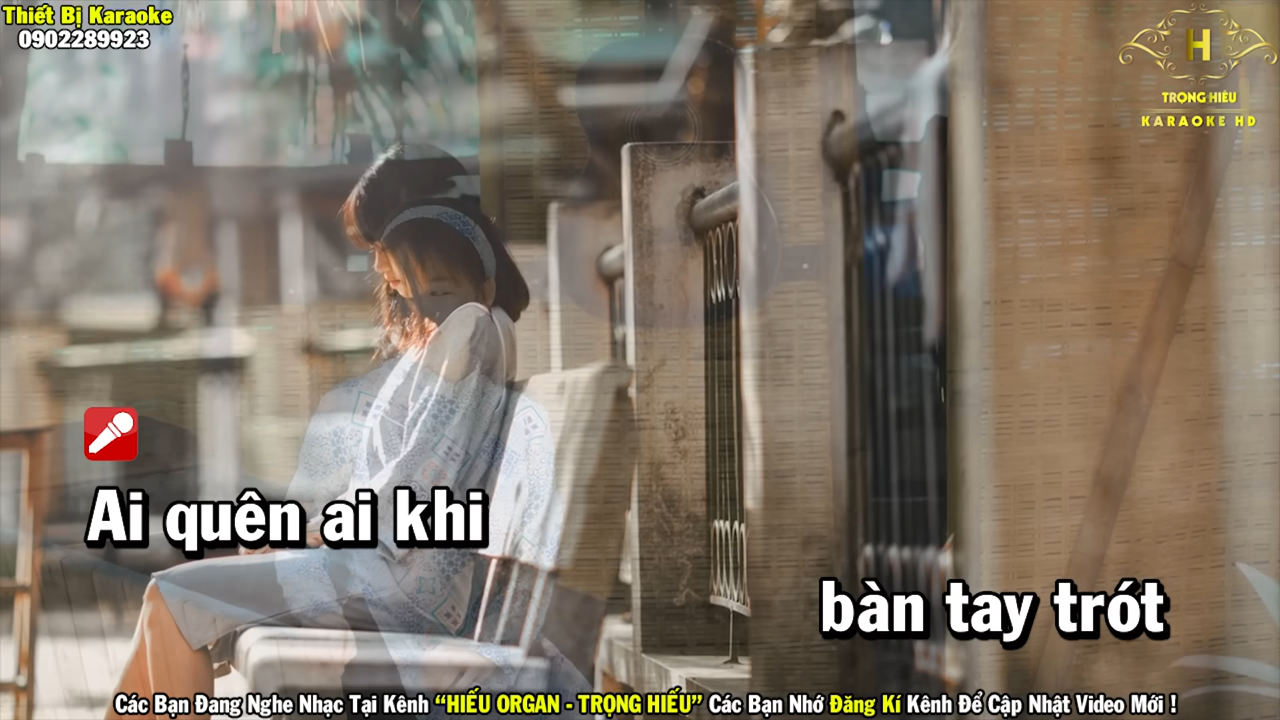 Thiết Bị Karaoke
0902289923
H
TRỌNG HIẾU
KARAOKE HD
Ai quên ai khi
bàn tay trót
Các Bạn Đang Nghe Nhạc Tại Kênh “HIẾU ORGAN - TRỌNG HIẾU” Các Bạn Nhớ Đăng Kí Kênh Để Cập Nhật Video Mới !